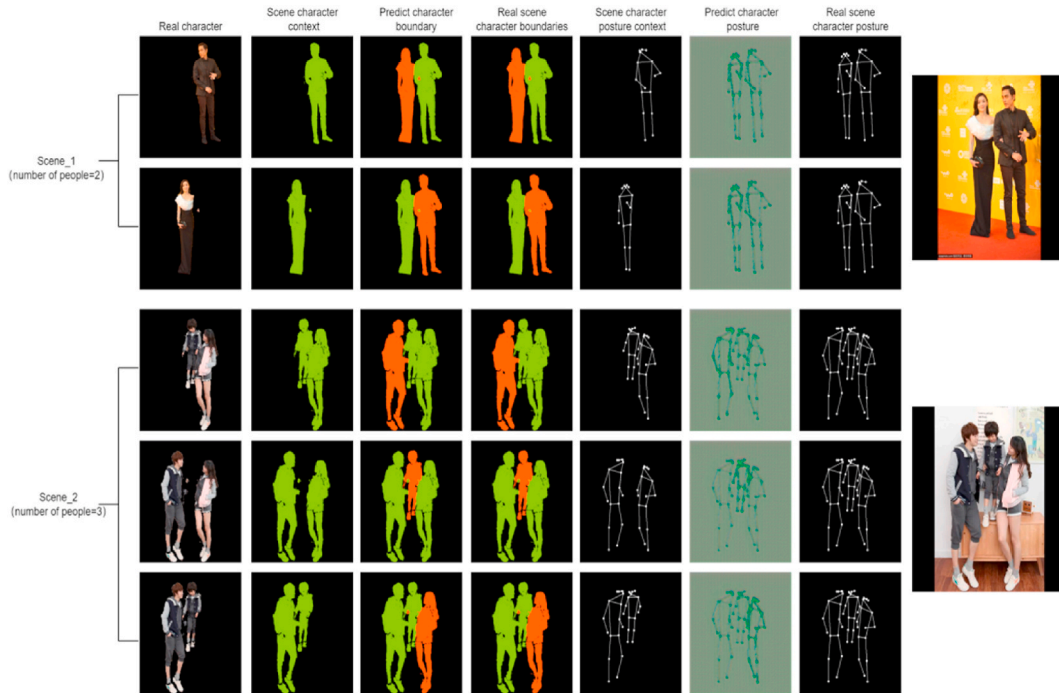 Real character
Scene character
context
Predict character
boundary
Real scene
character boundaries
Scene character
posture context
Predict character
posture
Real scene
character posture
Scene_1
(number of people=2)
Scene_2
(number of people=3)